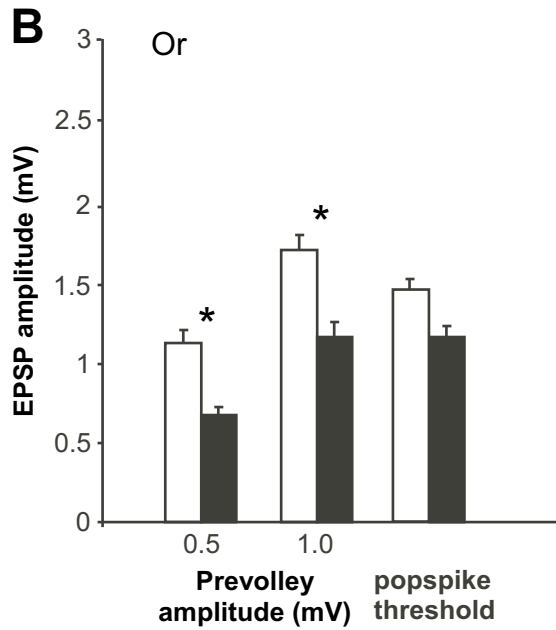 B
Or
3
2.5
2
1.5
1
0.5
0
EPSP amplitude (mV)
*
*
0.5 1.0
Prevolley
amplitude (mV)
popspike
threshold